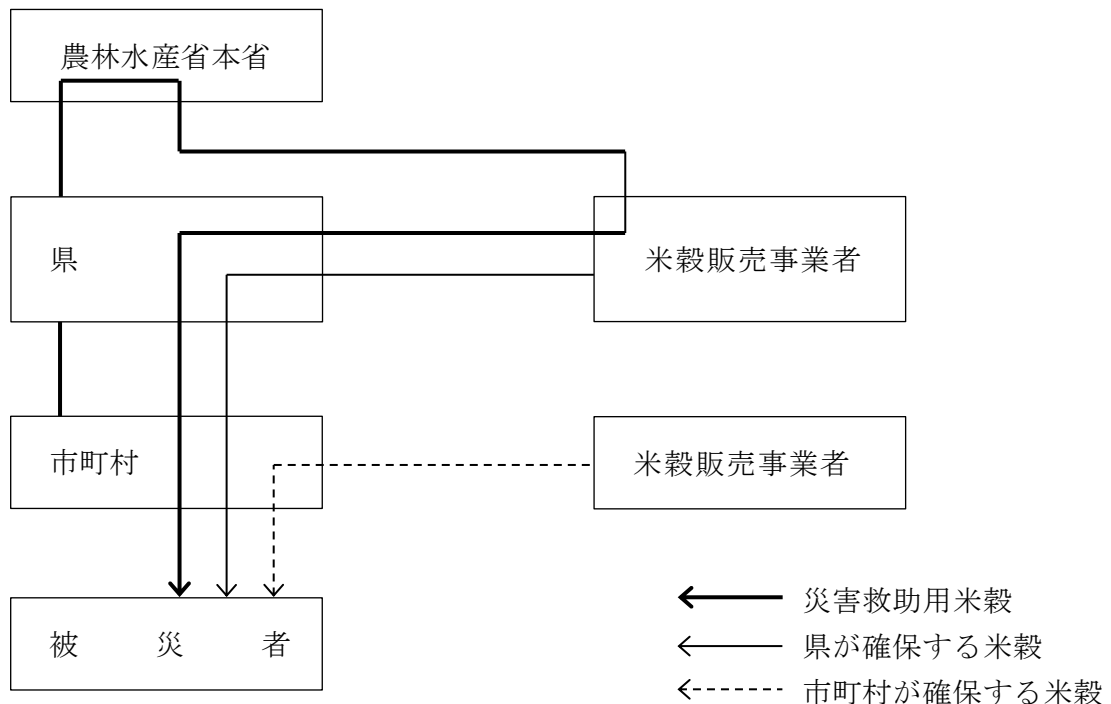 農林水産省本省
県
米穀販売事業者
市町村
米穀販売事業者
被災者
災害救助用米穀
県が確保する米穀
市町村が確保する米穀